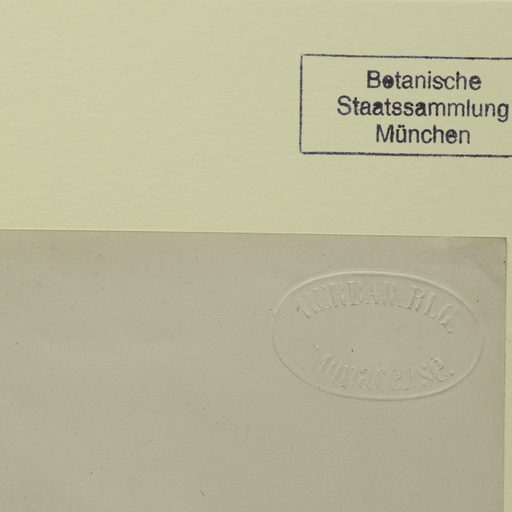 Botanische
Staatssammlung
München
HERBAR. REG.
Monacense.